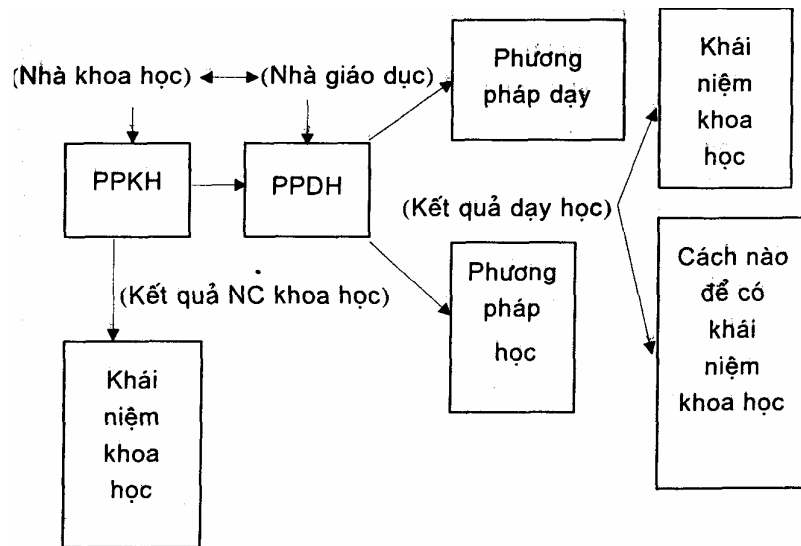 (Nhà khoa học)
(Nhà giáo dục)
Phương
pháp dạy
Khái
niệm
khoa
học
PPKH
PPDH
(Kết quả dạy học)
(Kết quả NC khoa học)
Phương
pháp
học
Cách nào
để có
khái
niệm
khoa học
Khái
niệm
khoa
học